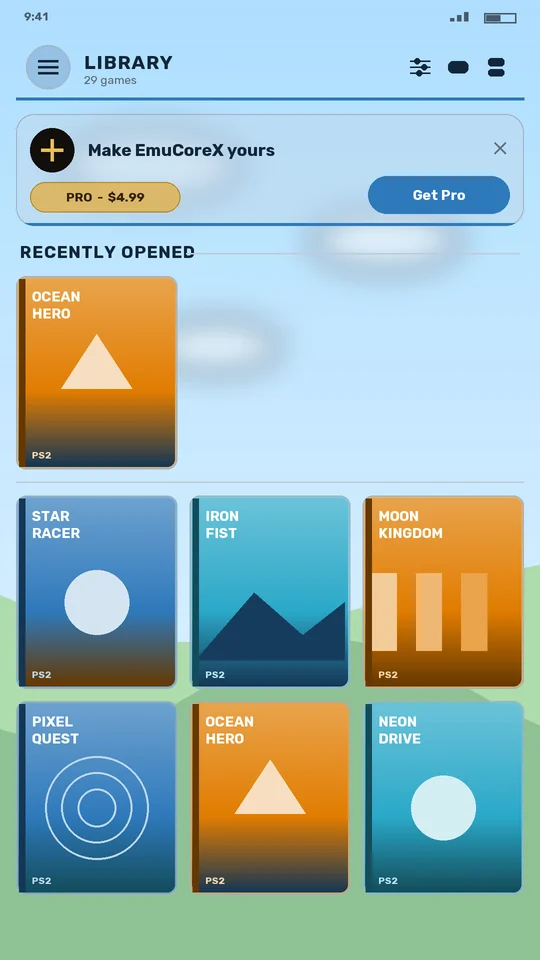 9:41
LIBRARY
29 games
Make EmuCoreX yours
PRO - $4.99
Get Pro
RECENTLY OPENED
OCEAN
HERO
PS2
STAR
RACER
PS2
IRON
FIST
PS2
MOON
KINGDOM
PS2
PIXEL
QUEST
PS2
OCEAN
HERO
PS2
NEON
DRIVE
PS2